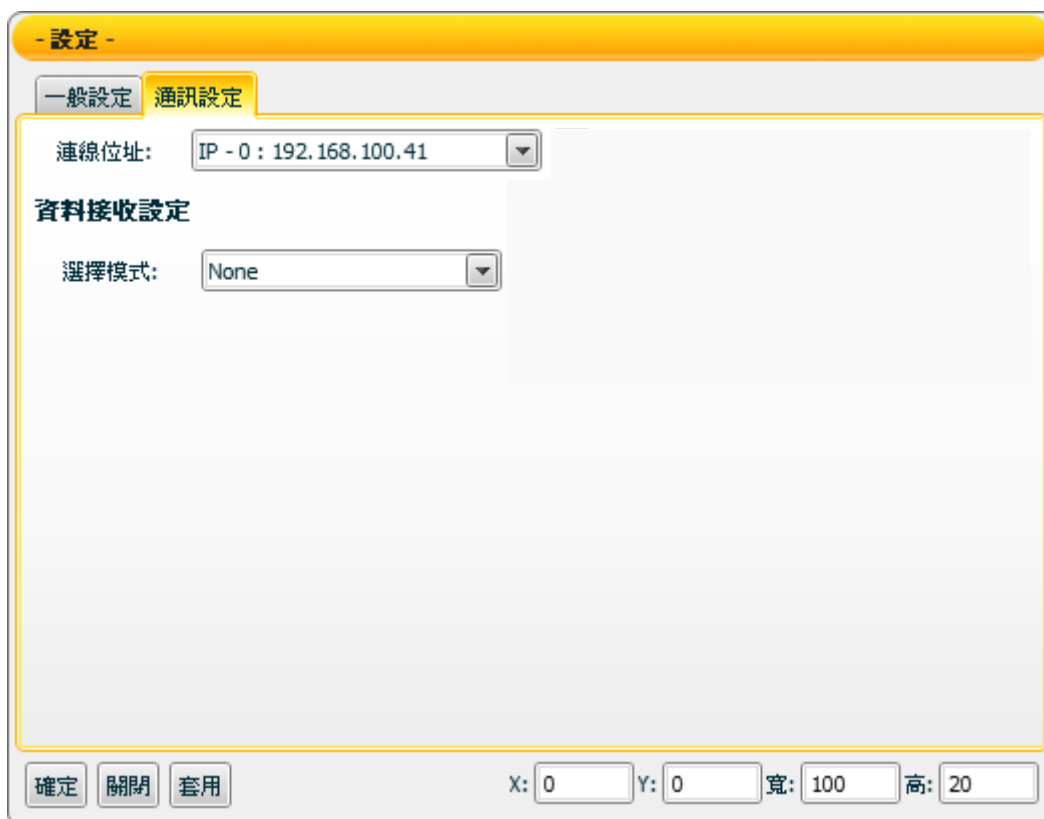 - 設定 -
一般設定 通訊設定
連線位址: IP - 0 : 192.168.100.41
資料接收設定
選擇模式: None
確定 關閉 套用 X: 0 Y: 0 寬: 100 高: 20